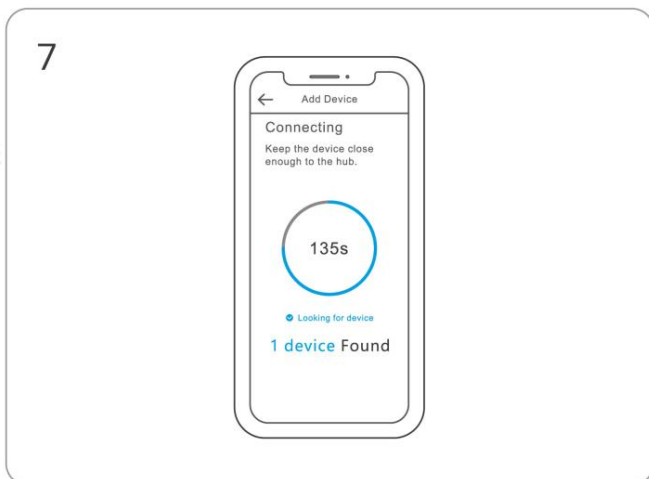 7
Add Device
Connecting
Keep the device close
enough to the hub.
135s
Looking for device
1 device Found